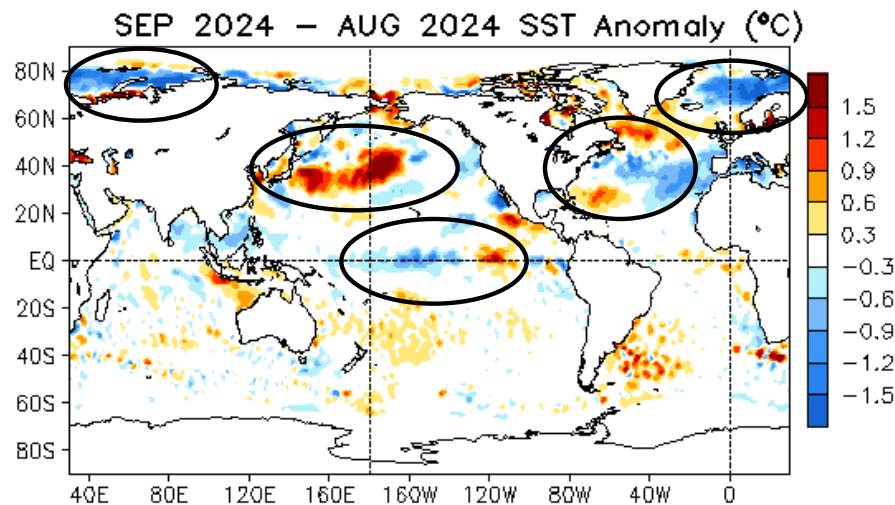 SEP 2024 – AUG 2024 SST Anomaly (°C)
80N
60N
40N
20N
EQ
20S
40S
60S
80S
40E 80E 120E 160E 160W 120W 80W 40W 0
1.5
1.2
0.9
0.6
0.3
−0.3
−0.6
−0.9
−1.2
−1.5